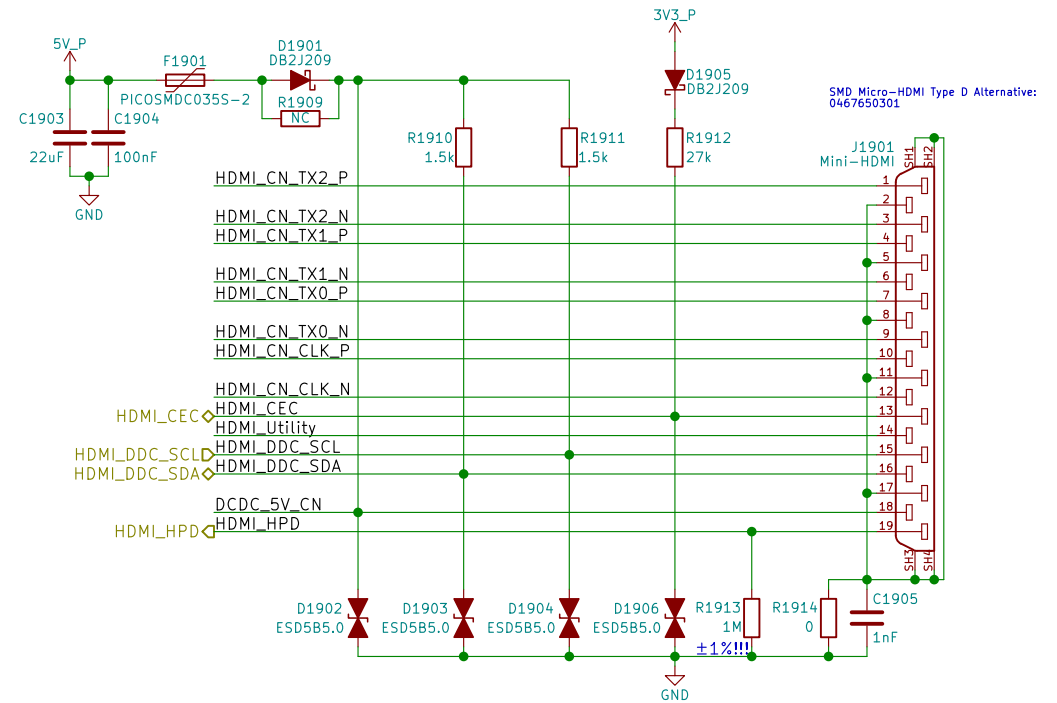 3V3_P
5V_P
F1901
PICOSMDC035S-2
D1901
DB2J209
R1909
NC
C1903
22uF
C1904
100nF
GND
D1905
DB2J209
R1910
1.5k
R1911
1.5k
R1912
27k
SMD Micro-HDMI Type D Alternative:
0467650301
J1901
Mini-HDMI
SH1
SH2
HDMI_CN_TX2_P
1
2
HDMI_CN_TX2_N
3
HDMI_CN_TX1_P
4
5
HDMI_CN_TX1_N
6
HDMI_CN_TX0_P
7
8
HDMI_CN_TX0_N
9
HDMI_CN_CLK_P
10
11
HDMI_CN_CLK_N
12
HDMI_CEC
HDMI_CEC
13
HDMI_Utility
14
HDMI_DDC_SCL
HDMI_DDC_SCL
15
HDMI_DDC_SDA
HDMI_DDC_SDA
16
17
DCDC_5V_CN
18
HDMI_HPD
HDMI_HPD
19
SH3
SH4
D1902
ESD5B5.0
D1903
ESD5B5.0
D1904
ESD5B5.0
D1906
ESD5B5.0
R1913
1M
±1%!!!
R1914
0
C1905
1nF
GND